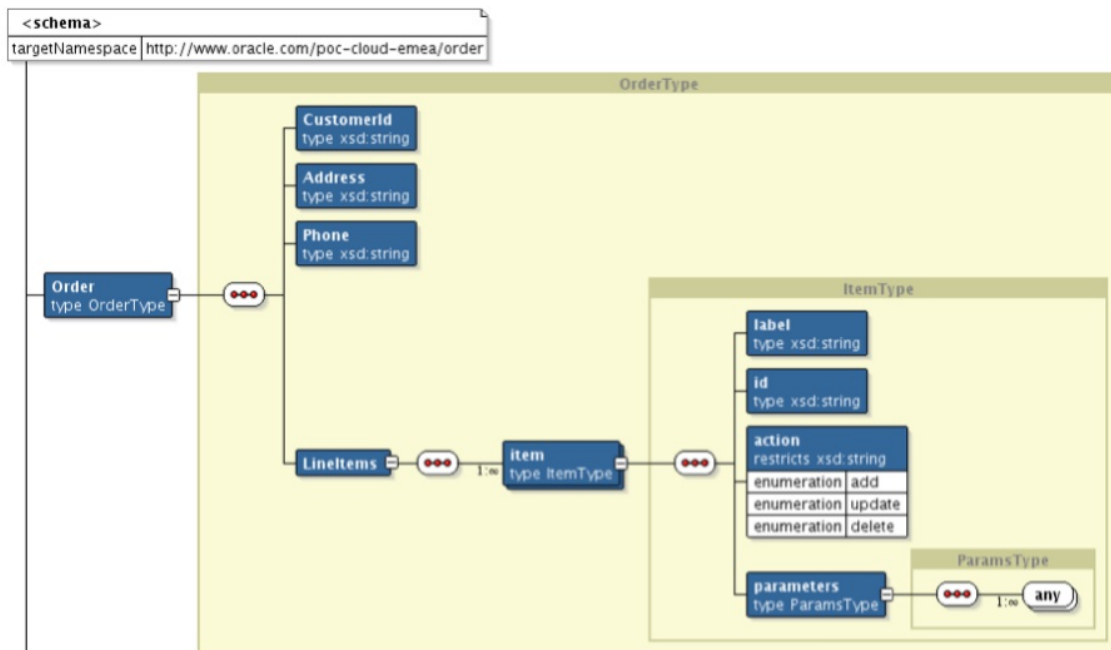 <schema>
targetNamespace http://www.oracle.com/poc-cloud-emea/order
OrderType
CustomerId
type xsd:string
Address
type xsd:string
Phone
type xsd:string
Order
type OrderType
ItemType
label
type xsd:string
id
type xsd:string
action
restricts xsd:string
enumeration add
enumeration update
enumeration delete
LineItems
1:∞
item
type ItemType
ParamsType
parameters
type ParamsType
1:∞
any